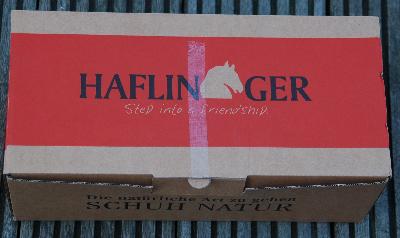 HAFLINGER
Step into a friendship.
Die natürliche Art zu gehen
SCHUH NATUR